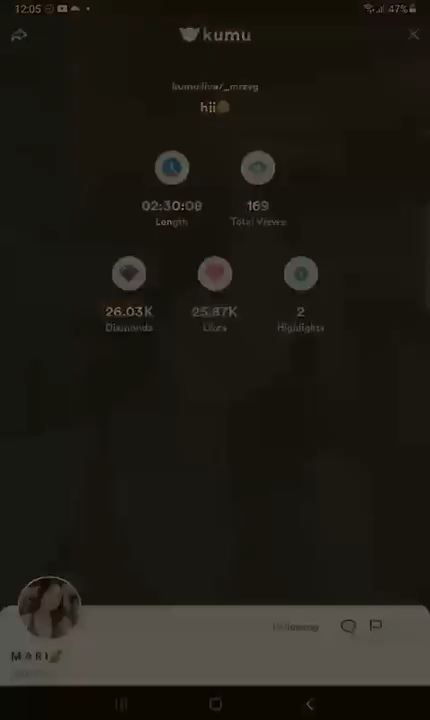 12:05 47%
kumu
hii
02:30:08 169
Length Total Views
26.03K 25.87K 2
Diamonds Likes Highlights
Following
MARI